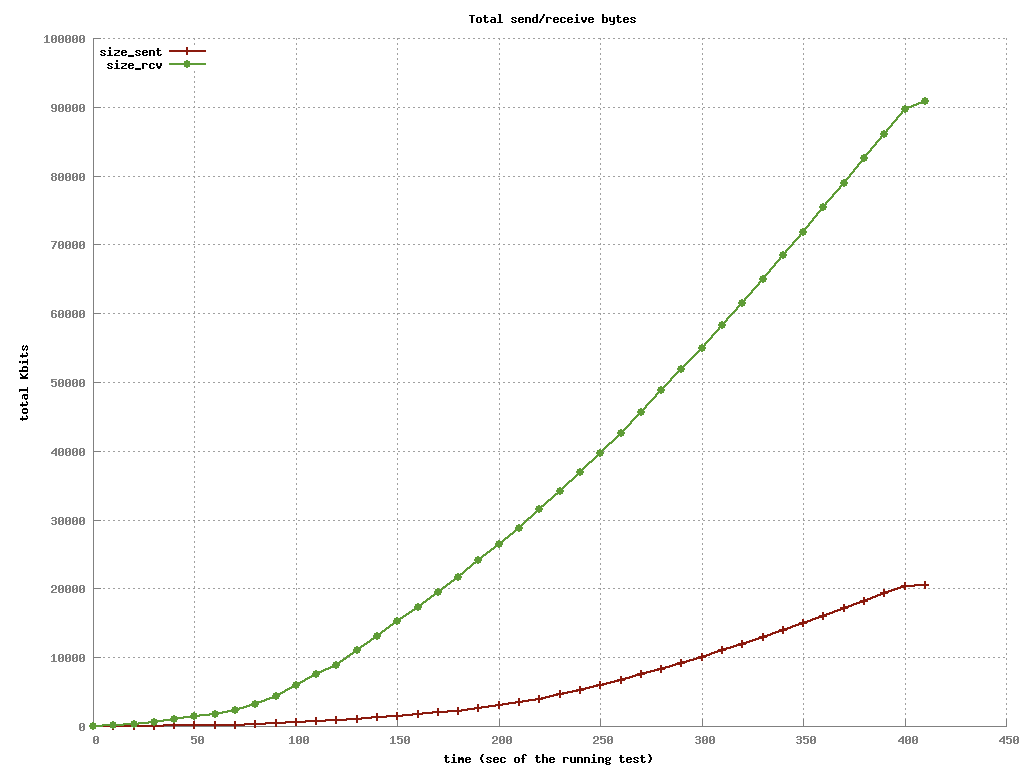 Total send/receive bytes
size_sent
size_rcv
100000
90000
80000
70000
60000
50000
40000
30000
20000
10000
0
total Kbits
0 50 100 150 200 250 300 350 400 450
time (sec of the running test)